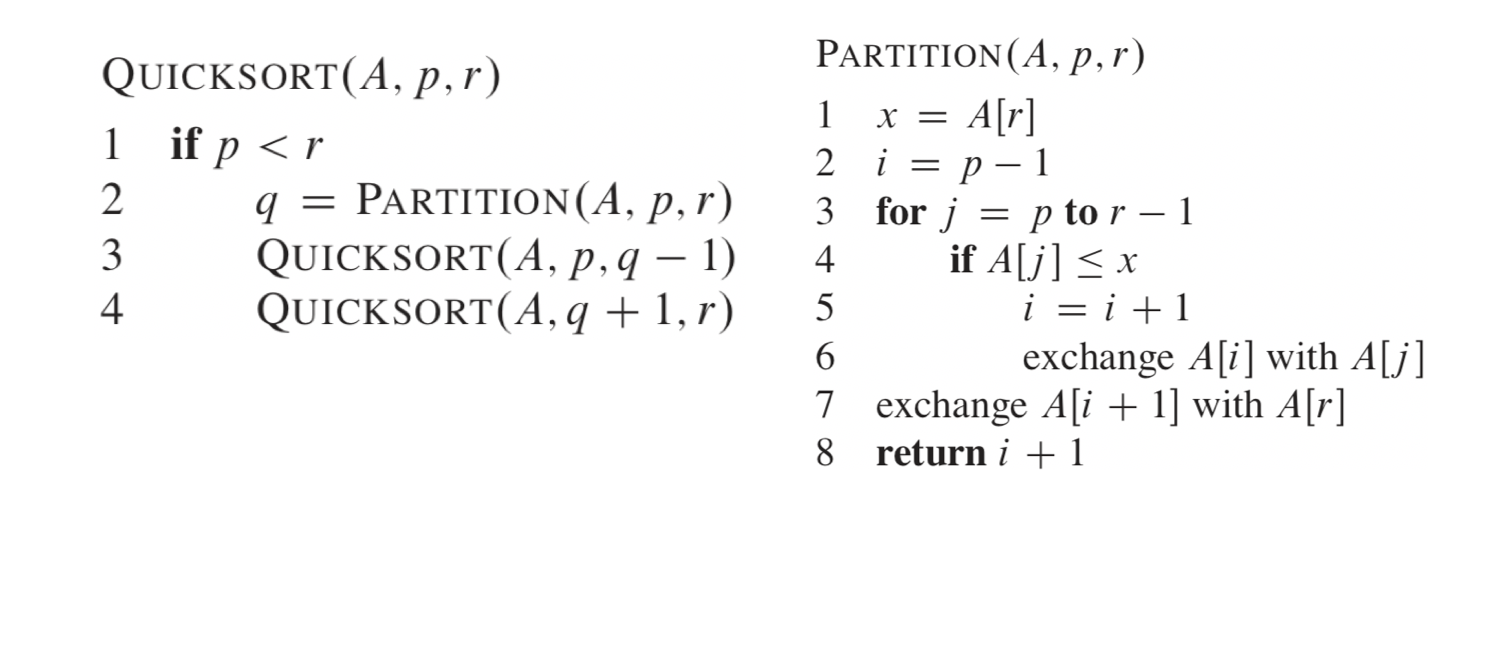 QUICKSORT(A, p, r)
1 if p < r
2 q = PARTITION(A, p, r)
3 QUICKSORT(A, p, q − 1)
4 QUICKSORT(A, q + 1, r)
PARTITION(A, p, r)
1 x = A[r]
2 i = p − 1
3 for j = p to r − 1
4 if A[j] ≤ x
5 i = i + 1
6 exchange A[i] with A[j]
7 exchange A[i + 1] with A[r]
8 return i + 1